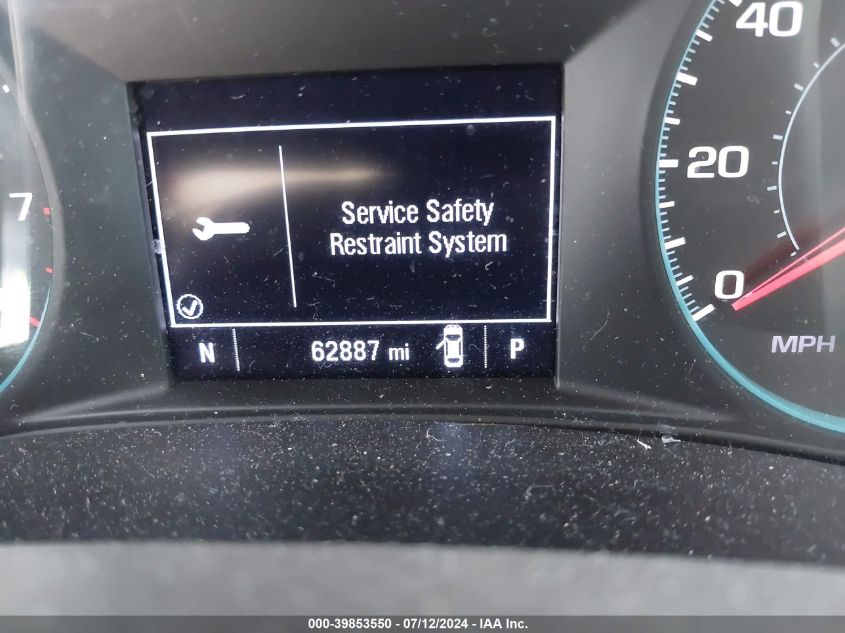 40
20
0
MPH
7
Service Safety
Restraint System
N 62887 mi P
000-39853550 / 07/12/2024 - IAA Inc.